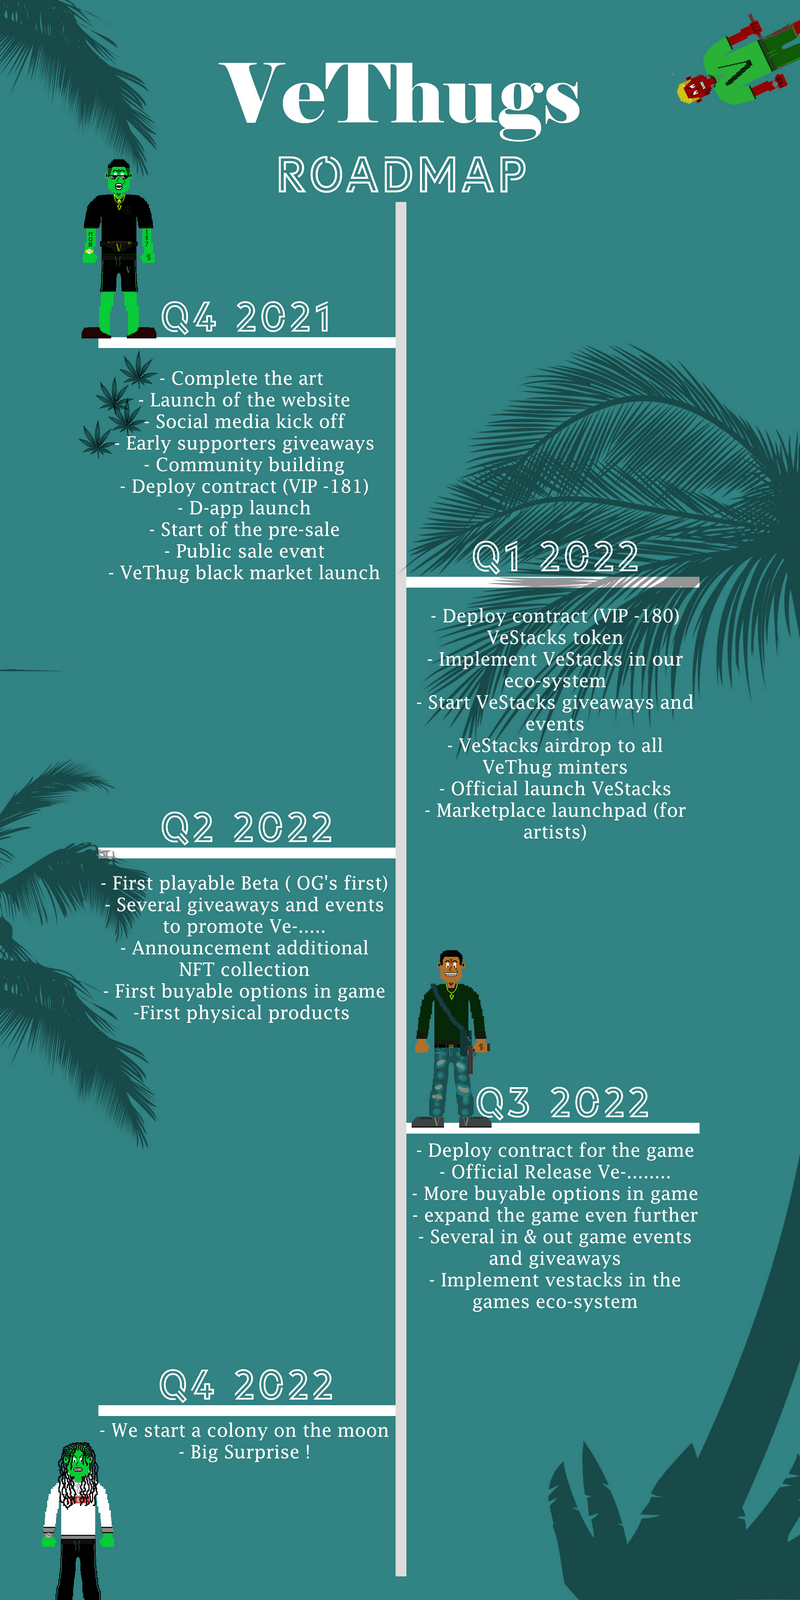 VeThugs
ROADMAP
Q4 2021
- Complete the art
- Launch of the website
- Social media kick off
- Early supporters giveaways
- Community building
- Deploy contract (VIP -181)
- D-app launch
- Start of the pre-sale
- Public sale event
- VeThug black market launch
Q1 2022
- Deploy contract (VIP -180)
VeStacks token
- Implement VeStacks in our
eco-system
- Start VeStacks giveaways and
events
- VeStacks airdrop to all
VeThug minters
- Official launch VeStacks
- Marketplace launchpad (for
artists)
Q2 2022
- First playable Beta ( OG's first)
- Several giveaways and events
to promote Ve-.....
- Announcement additional
NFT collection
- First buyable options in game
-First physical products
Q3 2022
- Deploy contract for the game
- Official Release Ve-........
- More buyable options in game
- expand the game even further
- Several in & out game events
and giveaways
- Implement vestacks in the
games eco-system
Q4 2022
- We start a colony on the moon
- Big Surprise !